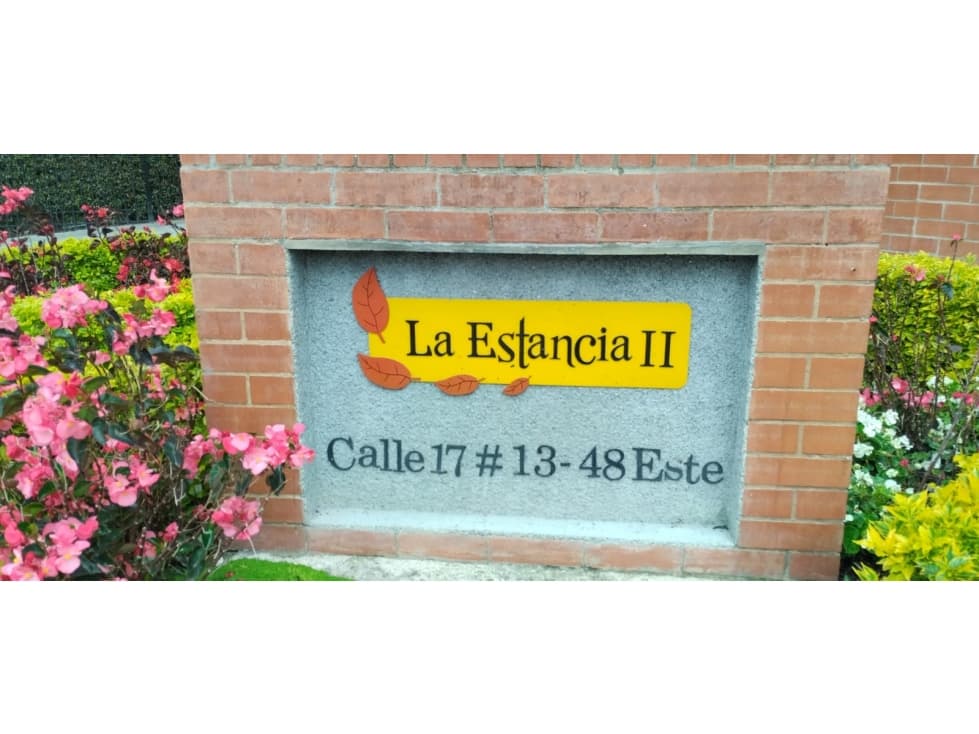 La Estancia II
Calle 17 # 13-48 Este